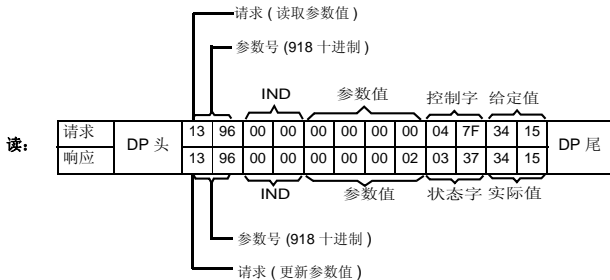 请求 ( 读取参数值 )
参数号 (918 十进制 )
IND 参数值 控制字 给定值
读:
请求 DP 头 13 96 00 00 00 00 00 00 04 7F 34 15 DP 尾
响应 13 96 00 00 00 00 00 02 03 37 34 15
IND 参数值 状态字 实际值
参数号 (918 十进制 )
请求 ( 更新参数值 )